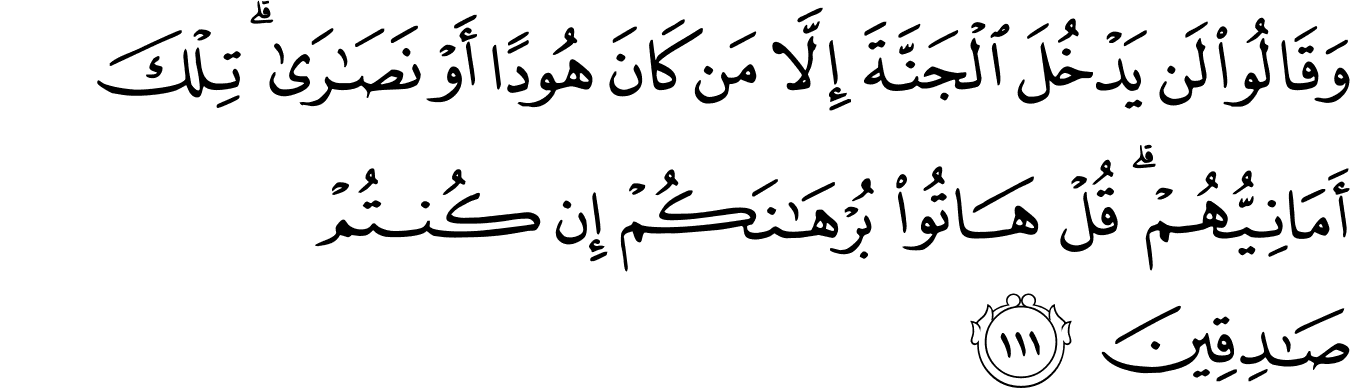 وَقَالُوا۟ لَن يَدْخُلَ ٱلْجَنَّةَ إِلَّا مَن كَانَ هُودًا أَوْ نَصَـٰرَىٰ ۗ تِلْكَ
أَمَانِيُّهُمْ ۗ قُلْ هَاتُوا۟ بُرْهَـٰنَكُمْ إِن كُنتُمْ
صَـٰدِقِينَ ١١١